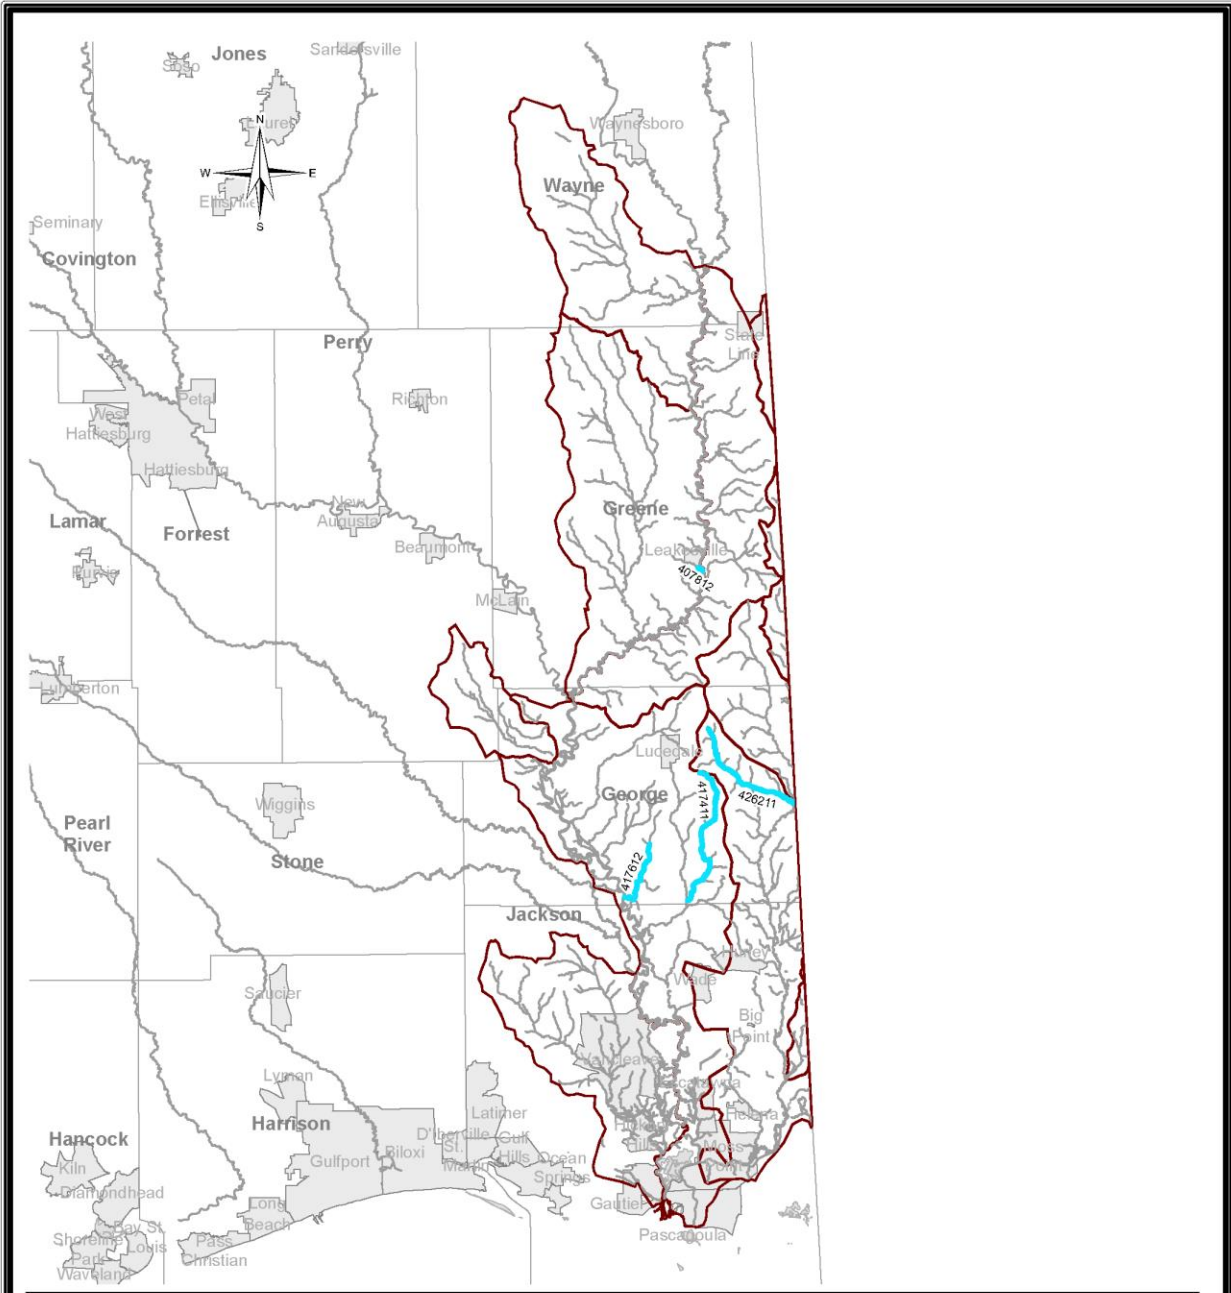 Jones
Sandersville
Soso
Laurel
Waynesboro
N
W
E
S
Wayne
Ellisville
Seminary
Covington
Perry
State
Line
Richton
Petal
West
Hattiesburg
Hattiesburg
New
Augusta
Greene
Lamar
Forrest
Beaumont
Leakesville
407812
Purvis
McLain
Lumberton
Lucedale
George
417411
426211
Wiggins
Pearl
River
Stone
417612
Jackson
Hurley
Wade
Saucier
Big
Point
Vancleave
Escatawpa
Lyman
Latimer
Helena
Harrison
Hancock
D'Iberville
St.
Martin
Gulf
Hills
Biloxi
Gulfport
Moss
Point
Kiln
Diamondhead
Ocean
Springs
Gautier
Long
Beach
Bay St.
Louis
Shoreline
Park
Pass
Christian
Pascagoula
Waveland